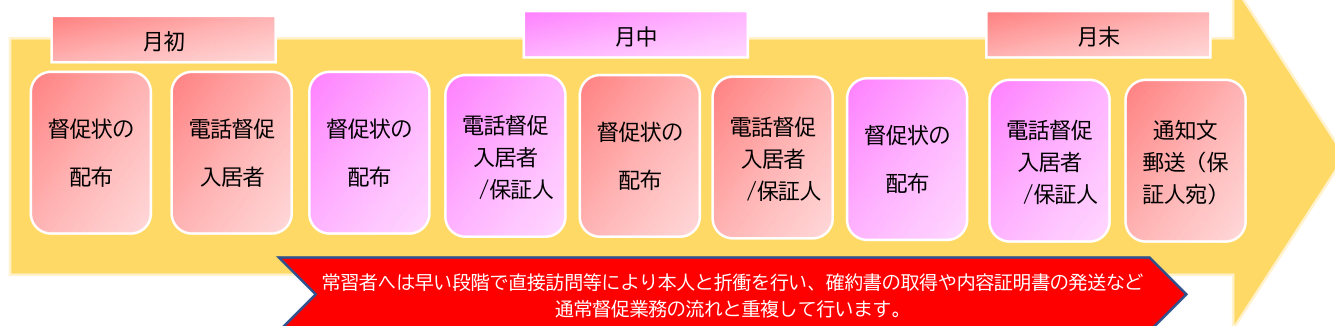 月初
月中
月末
督促状の
配布
電話督促
入居者
督促状の
配布
電話督促
入居者
/保証人
督促状の
配布
電話督促
入居者
/保証人
督促状の
配布
電話督促
入居者
/保証人
通知文
郵送（保
証人宛）
常習者へは早い段階で直接訪問等により本人と折衝を行い、確約書の取得や内容証明書の発送など
通常督促業務の流れと重複して行います。